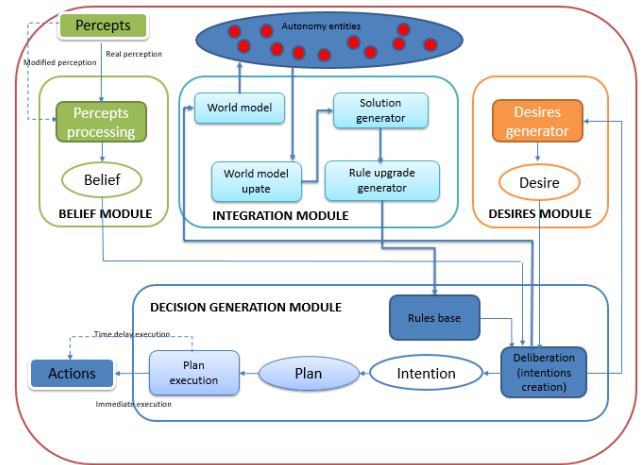 Percepts
Autonomy entities
Modified perception
Real perception
Percepts
processing
Belief
BELIEF MODULE
World model
Solution
generator
World model
upate
Rule upgrade
generator
INTEGRATION MODULE
Desires
generator
Desire
DESIRES MODULE
DECISION GENERATION MODULE
Rules base
Time delay execution
Actions
Plan
execution
Plan
Intention
Deliberation
(intentions
creation)
Immediate execution